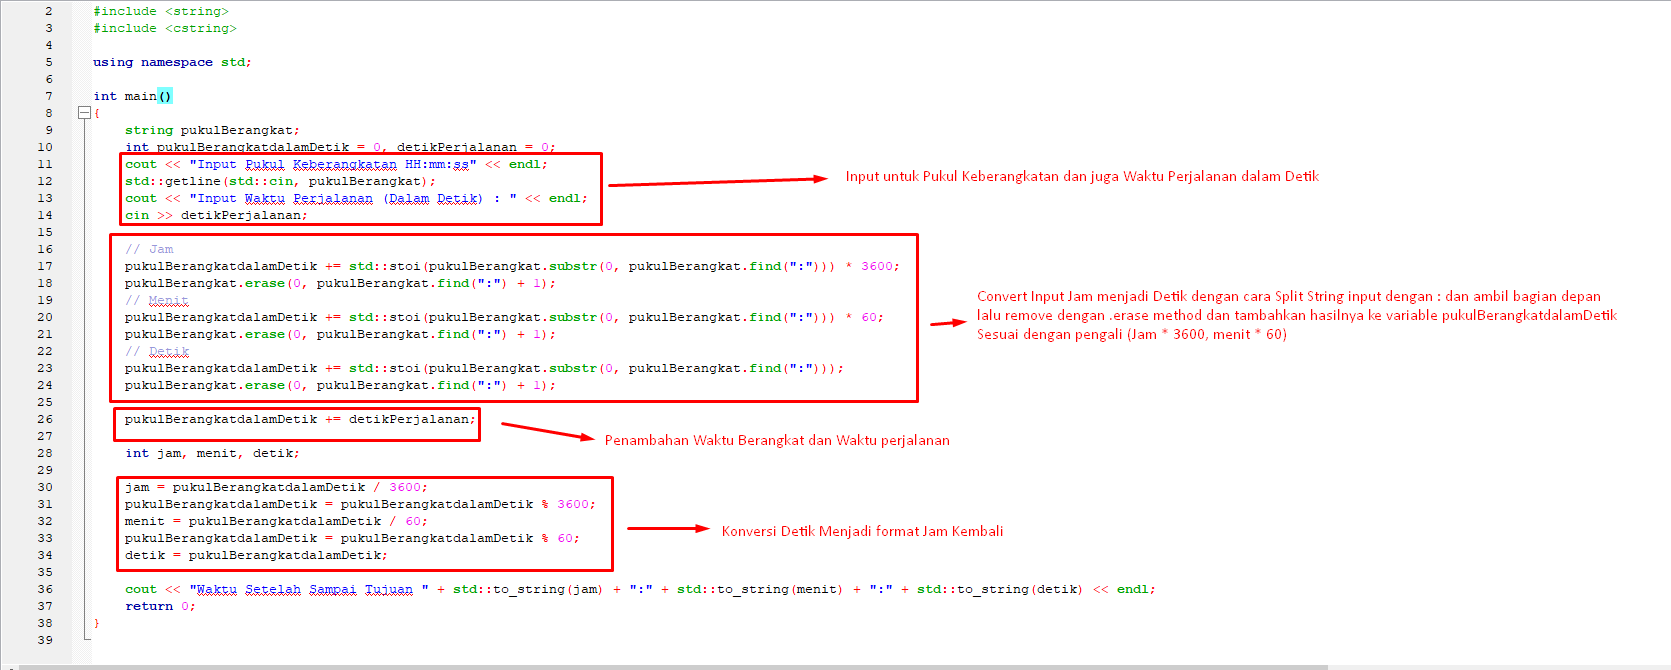 2 #include <string>
3 #include <cstring>
4
5 using namespace std;
6
7 int main()
8 {
9 string pukulBerangkat;
10 int pukulBerangkatdalamDetik = 0, detikPerjalanan = 0;
11 cout << "Input Pukul Keberangkatan HH:mm:ss" << endl;
12 std::getline(std::cin, pukulBerangkat);
13 cout << "Input Waktu Perjalanan (Dalam Detik) : " << endl;
14 cin >> detikPerjalanan;
Input untuk Pukul Keberangkatan dan juga Waktu Perjalanan dalam Detik
15
16 // Jam
17 pukulBerangkatdalamDetik += std::stoi(pukulBerangkat.substr(0, pukulBerangkat.find(":"))) * 3600;
18 pukulBerangkat.erase(0, pukulBerangkat.find(":") + 1);
19 // Menit
20 pukulBerangkatdalamDetik += std::stoi(pukulBerangkat.substr(0, pukulBerangkat.find(":"))) * 60;
21 pukulBerangkat.erase(0, pukulBerangkat.find(":") + 1);
22 // Detik
23 pukulBerangkatdalamDetik += std::stoi(pukulBerangkat.substr(0, pukulBerangkat.find(":")));
24 pukulBerangkat.erase(0, pukulBerangkat.find(":") + 1);
Convert Input Jam menjadi Detik dengan cara Split String input dengan : dan ambil bagian depan
lalu remove dengan .erase method dan tambahkan hasilnya ke variable pukulBerangkatdalamDetik
Sesuai dengan pengali (Jam * 3600, menit * 60)
25
26 pukulBerangkatdalamDetik += detikPerjalanan;
27
Penambahan Waktu Berangkat dan Waktu perjalanan
28 int jam, menit, detik;
29
30 jam = pukulBerangkatdalamDetik / 3600;
31 pukulBerangkatdalamDetik = pukulBerangkatdalamDetik % 3600;
32 menit = pukulBerangkatdalamDetik / 60;
33 pukulBerangkatdalamDetik = pukulBerangkatdalamDetik % 60;
34 detik = pukulBerangkatdalamDetik;
Konversi Detik Menjadi format Jam Kembali
35
36 cout << "Waktu Setelah Sampai Tujuan " + std::to_string(jam) + ":" + std::to_string(menit) + ":" + std::to_string(detik) << endl;
37 return 0;
38 }
39